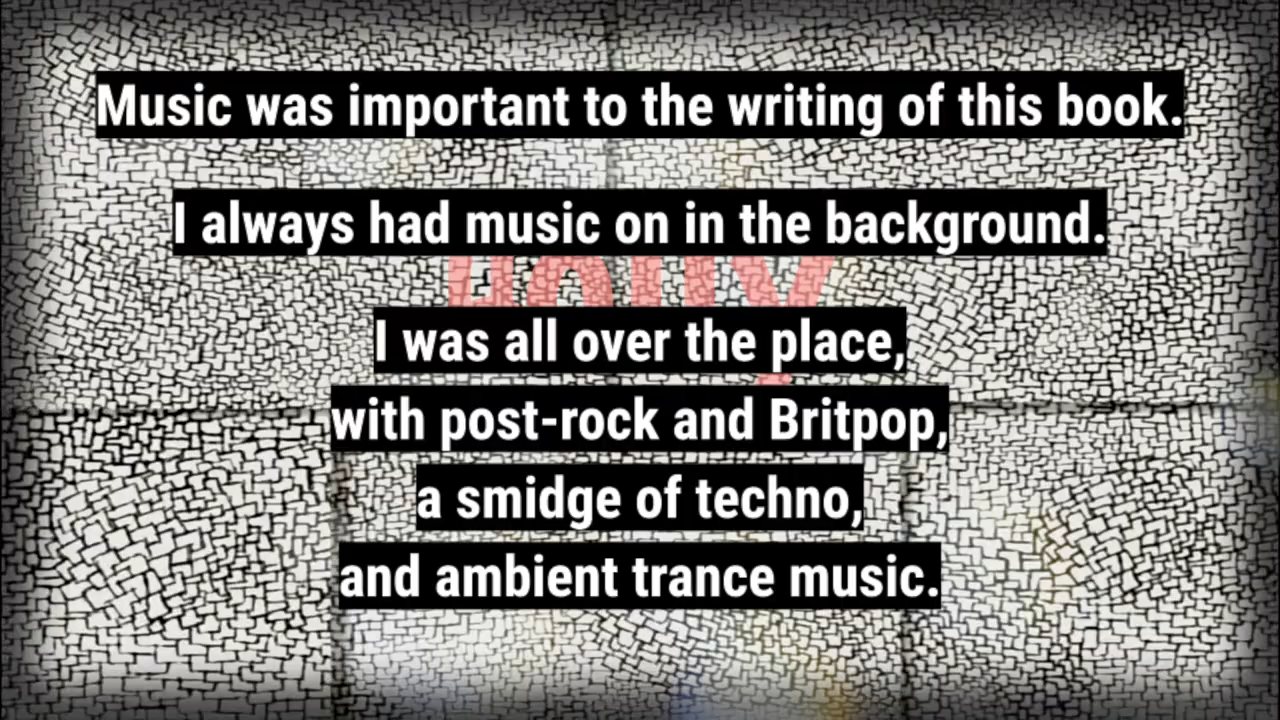 Music was important to the writing of this book.
I always had music on in the background.
I was all over the place,
with post-rock and Britpop,
a smidge of techno,
and ambient trance music.